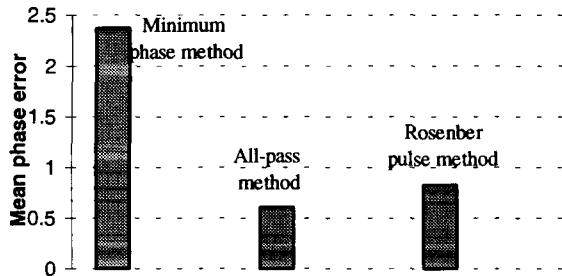 2.5
Minimum
phase method
2
1.5
Rosenber
pulse method
All-pass
method
1
0.5
0
Mean phase error